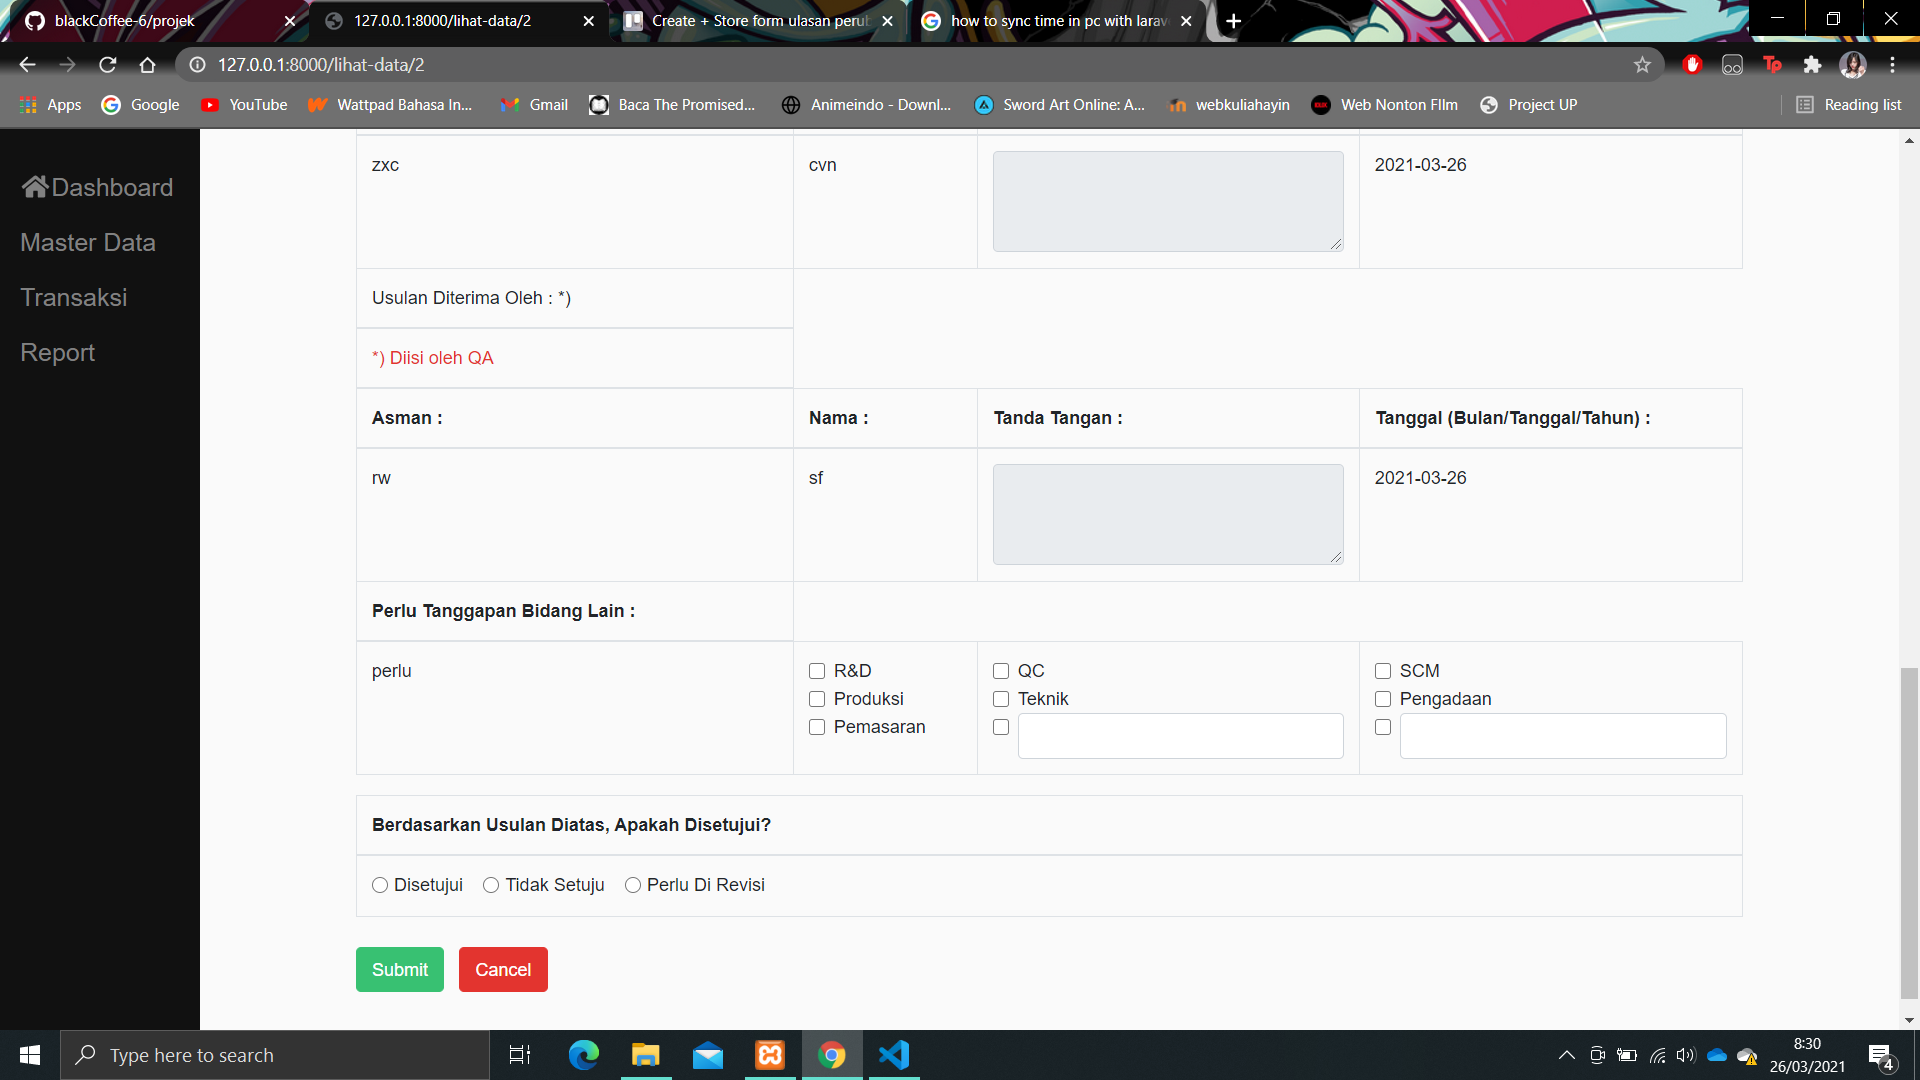 blackCoffee-6/projek
127.0.0.1:8000/lihat-data/2
Create + Store form ulasan perub
how to sync time in pc with larave
127.0.0.1:8000/lihat-data/2
Apps
Google
YouTube
Wattpad Bahasa In...
Gmail
Baca The Promised...
Animeindo - Downl...
Sword Art Online: A...
webkuliahayin
Web Nonton FIlm
Project UP
Reading list
Dashboard
Master Data
Transaksi
Report
zxc
cvn
2021-03-26
Usulan Diterima Oleh : *)
*) Diisi oleh QA
Asman :
Nama :
Tanda Tangan :
Tanggal (Bulan/Tanggal/Tahun) :
rw
sf
2021-03-26
Perlu Tanggapan Bidang Lain :
perlu
R&D
Produksi
Pemasaran
QC
Teknik
SCM
Pengadaan
Berdasarkan Usulan Diatas, Apakah Disetujui?
Disetujui
Tidak Setuju
Perlu Di Revisi
Submit
Cancel
Type here to search
8:30
26/03/2021
4